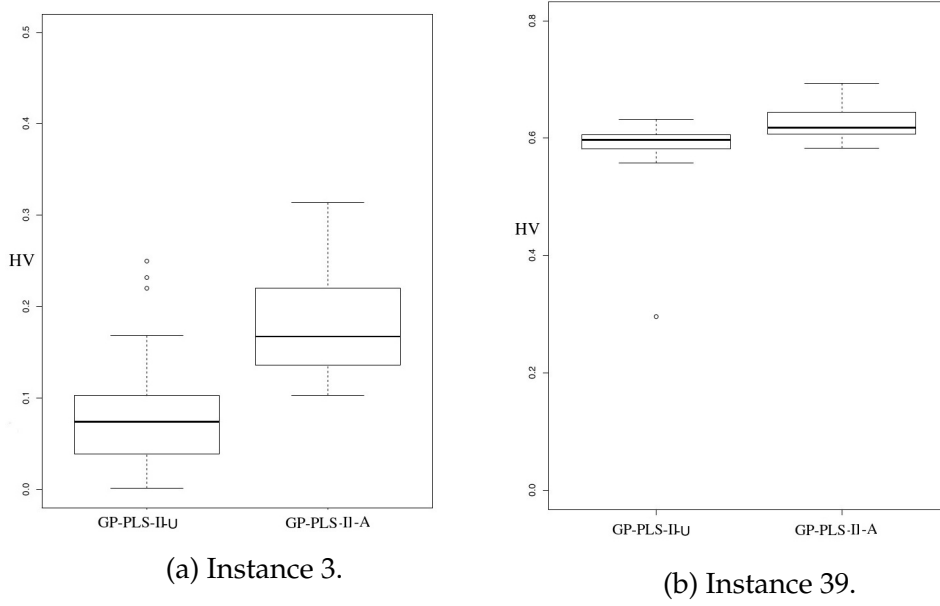 0.5
0.4
0.3
HV
0.2
0.1
0.0
GP-PLS-II-U
GP-PLS-II-A
(a) Instance 3.
0.8
0.6
HV
0.4
0.2
0.0
GP-PLS-II-U
GP-PLS-II-A
(b) Instance 39.